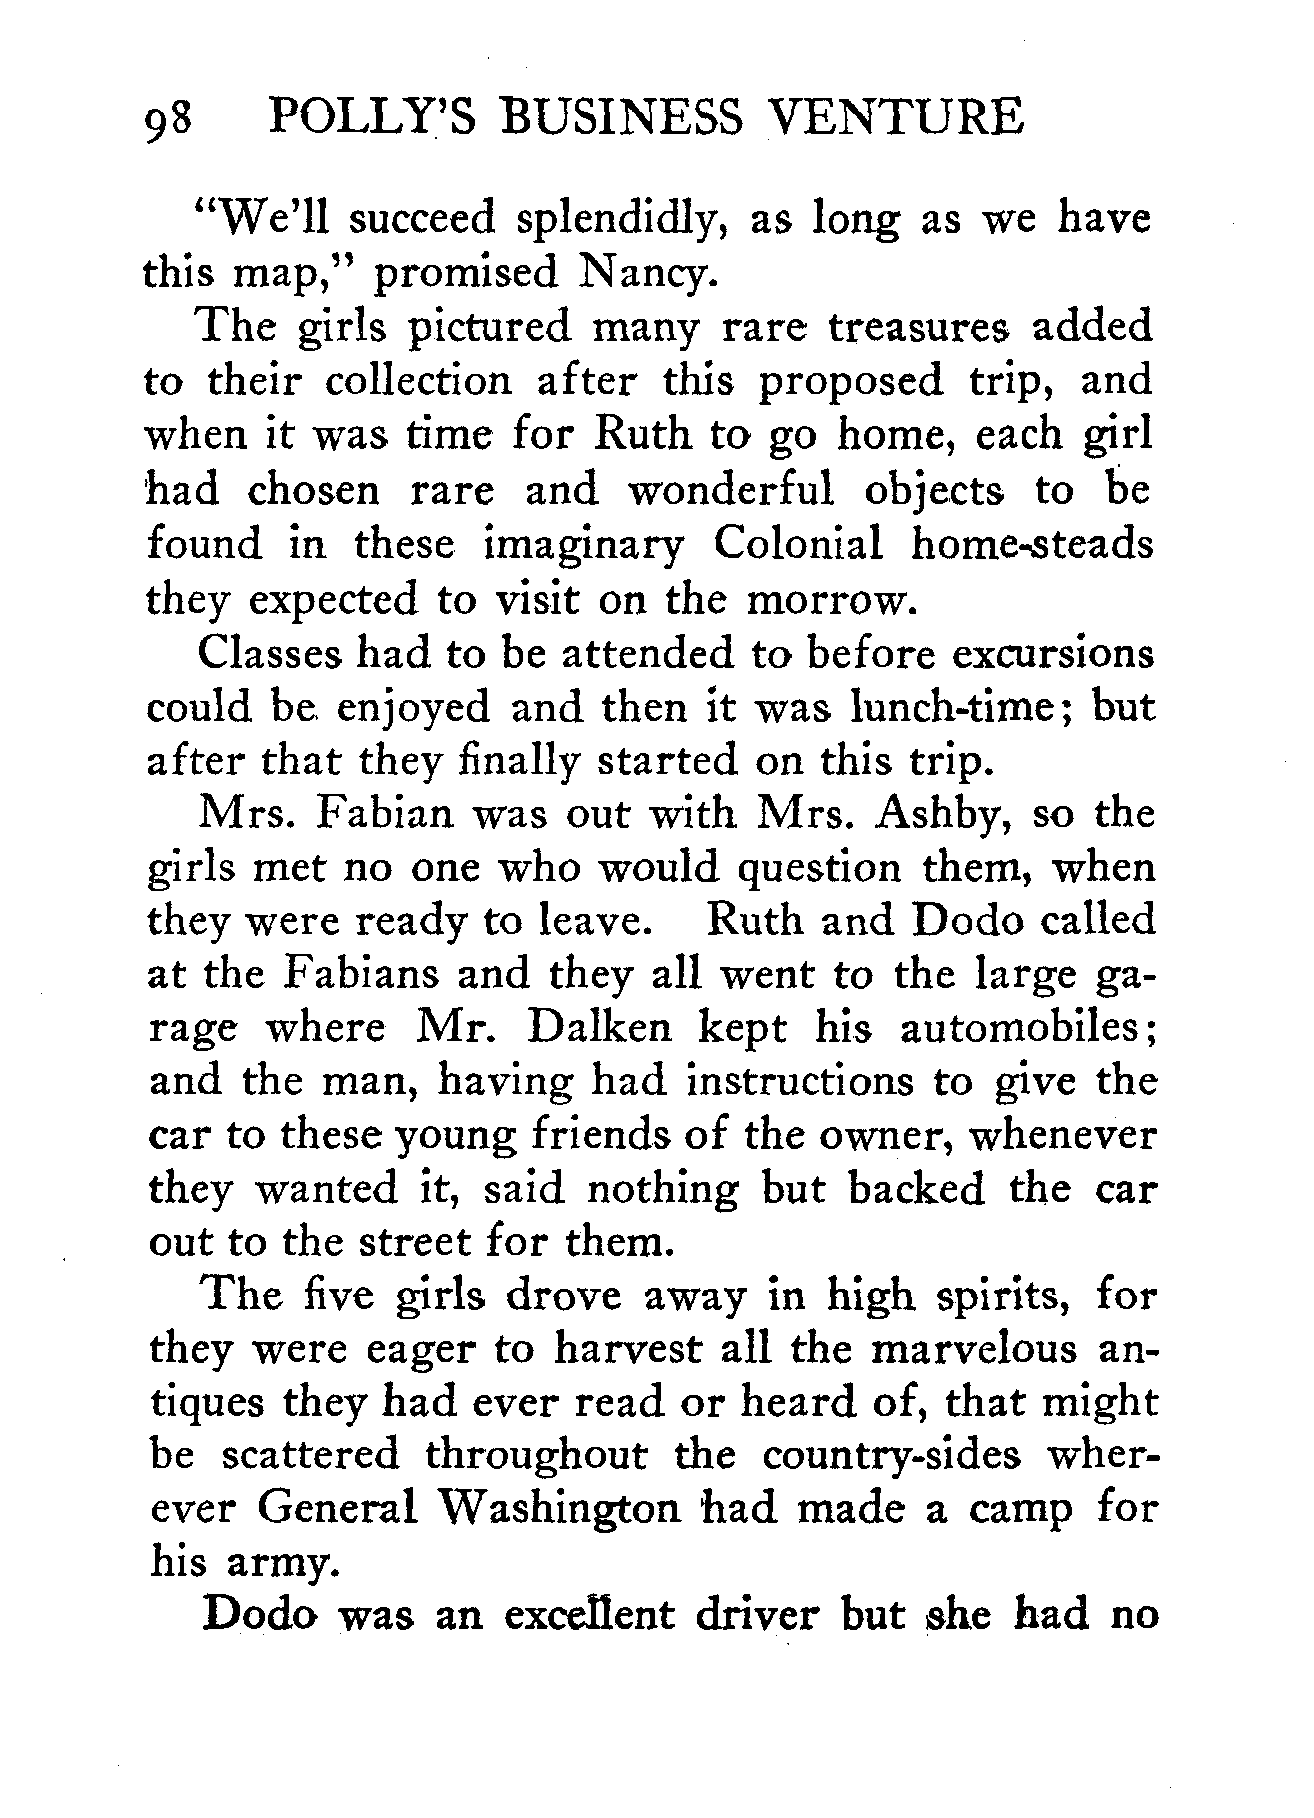 98 POLLY'S BUSINESS VENTURE
"We'll succeed splendidly, as long as we have
this map," promised Nancy.
The girls pictured many rare treasures added
to their collection after this proposed trip, and
when it was time for Ruth to go home, each girl
had chosen rare and wonderful objects to be
found in these imaginary Colonial home-steads
they expected to visit on the morrow.
Classes had to be attended to before excursions
could be enjoyed and then it was lunch-time; but
after that they finally started on this trip.
Mrs. Fabian was out with Mrs. Ashby, so the
girls met no one who would question them, when
they were ready to leave. Ruth and Dodo called
at the Fabians and they all went to the large ga-
rage where Mr. Dalken kept his automobiles;
and the man, having had instructions to give the
car to these young friends of the owner, whenever
they wanted it, said nothing but backed the car
out to the street for them.
The five girls drove away in high spirits, for
they were eager to harvest all the marvelous an-
tiques they had ever read or heard of, that might
be scattered throughout the country-sides wher-
ever General Washington had made a camp for
his army.
Dodo was an excellent driver but she had no